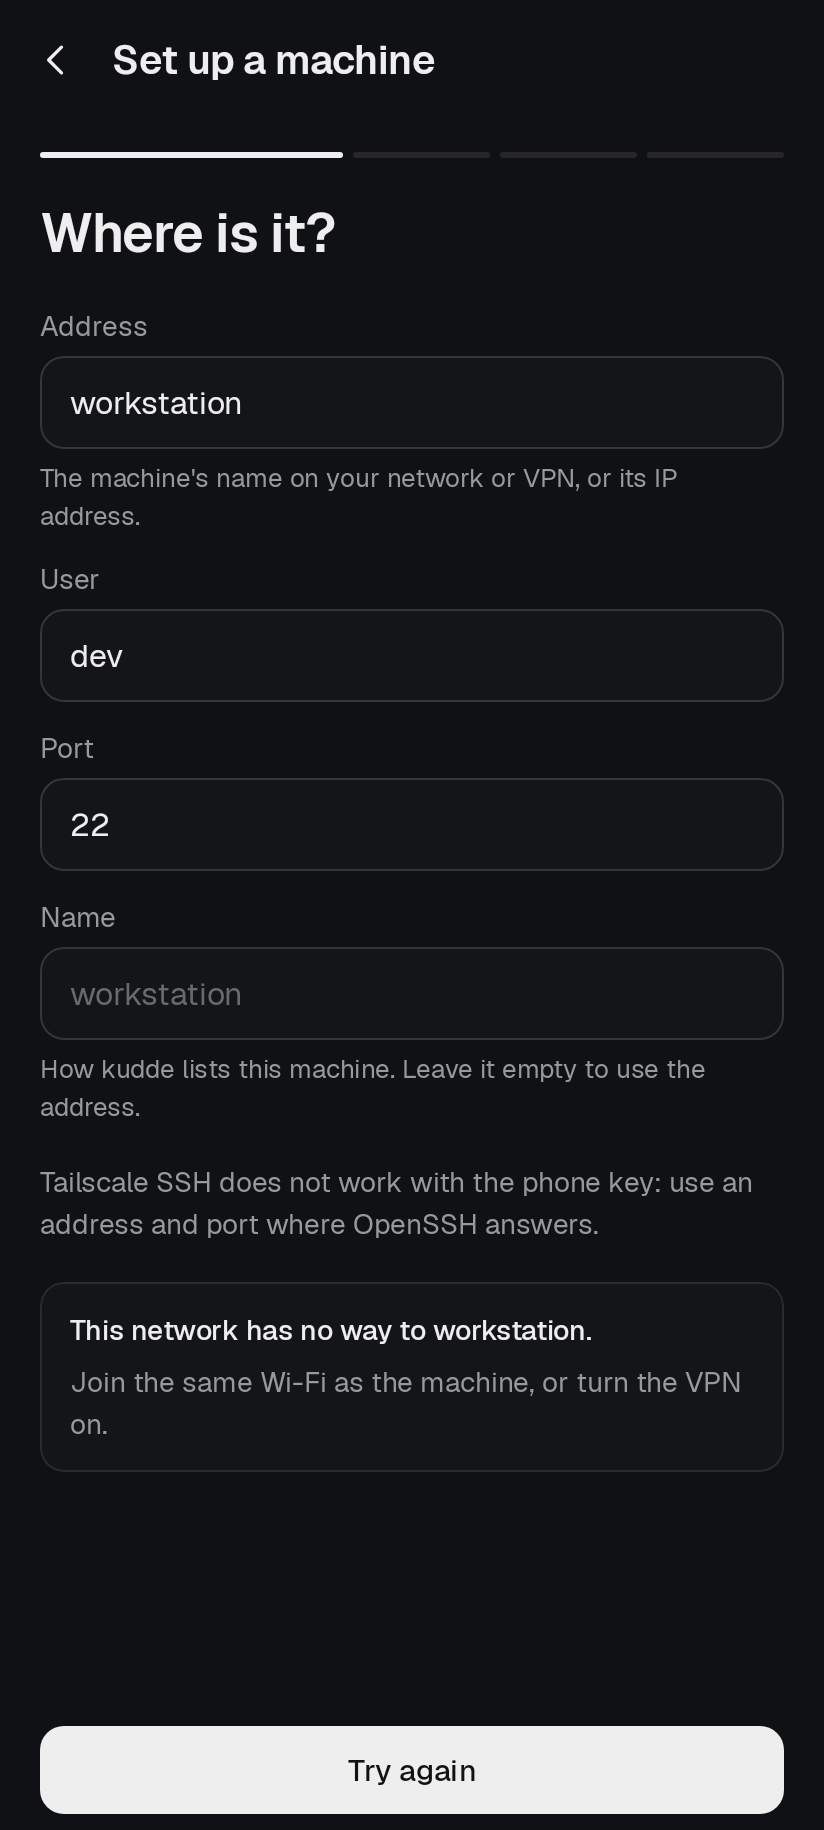 Set up a machine
Where is it?
Address
workstation
The machine's name on your network or VPN, or its IP
address.
User
dev
Port
22
Name
workstation
How kudde lists this machine. Leave it empty to use the
address.
Tailscale SSH does not work with the phone key: use an
address and port where OpenSSH answers.
This network has no way to workstation.
Join the same Wi-Fi as the machine, or turn the VPN
on.
Try again